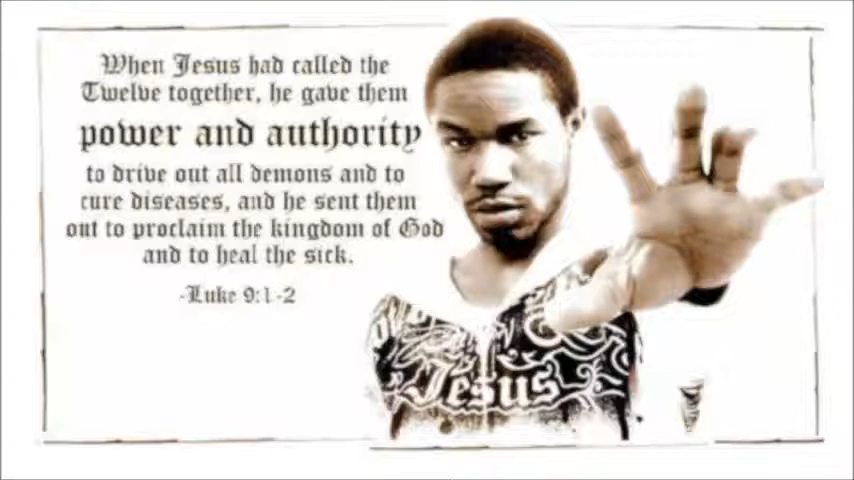 When Jesus had called the
Twelve together, he gave them
power and authority
to drive out all demons and to
cure diseases, and he sent them
out to proclaim the kingdom of God
and to heal the sick.
-Luke 9:1-2
Jesus